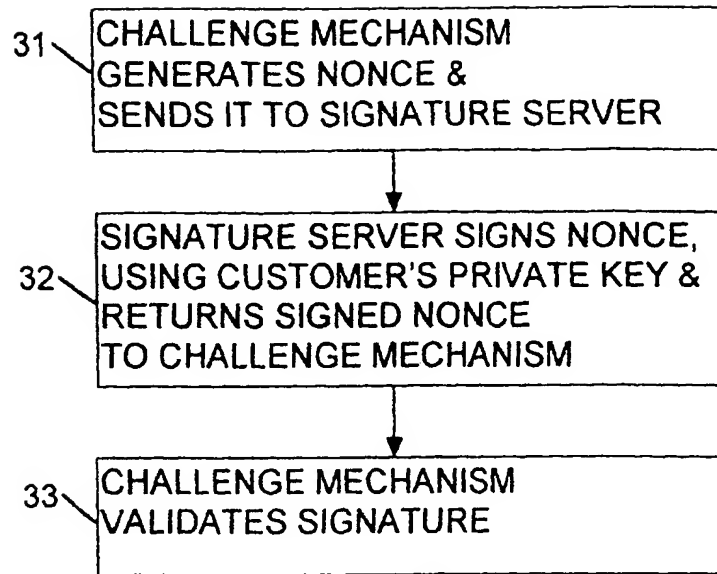 31
CHALLENGE MECHANISM
GENERATES NONCE &
SENDS IT TO SIGNATURE SERVER
32
SIGNATURE SERVER SIGNS NONCE,
USING CUSTOMER'S PRIVATE KEY &
RETURNS SIGNED NONCE
TO CHALLENGE MECHANISM
33
CHALLENGE MECHANISM
VALIDATES SIGNATURE